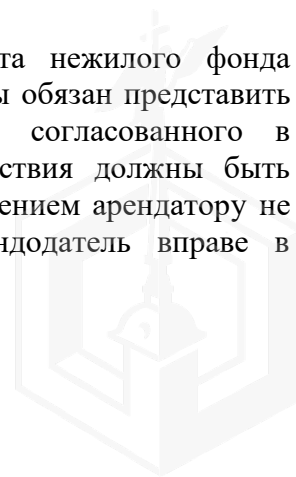 та нежилого фонда
ы обязан представить
согласованного в
ствия должны быть
ением арендатору не
ндодатель вправе в